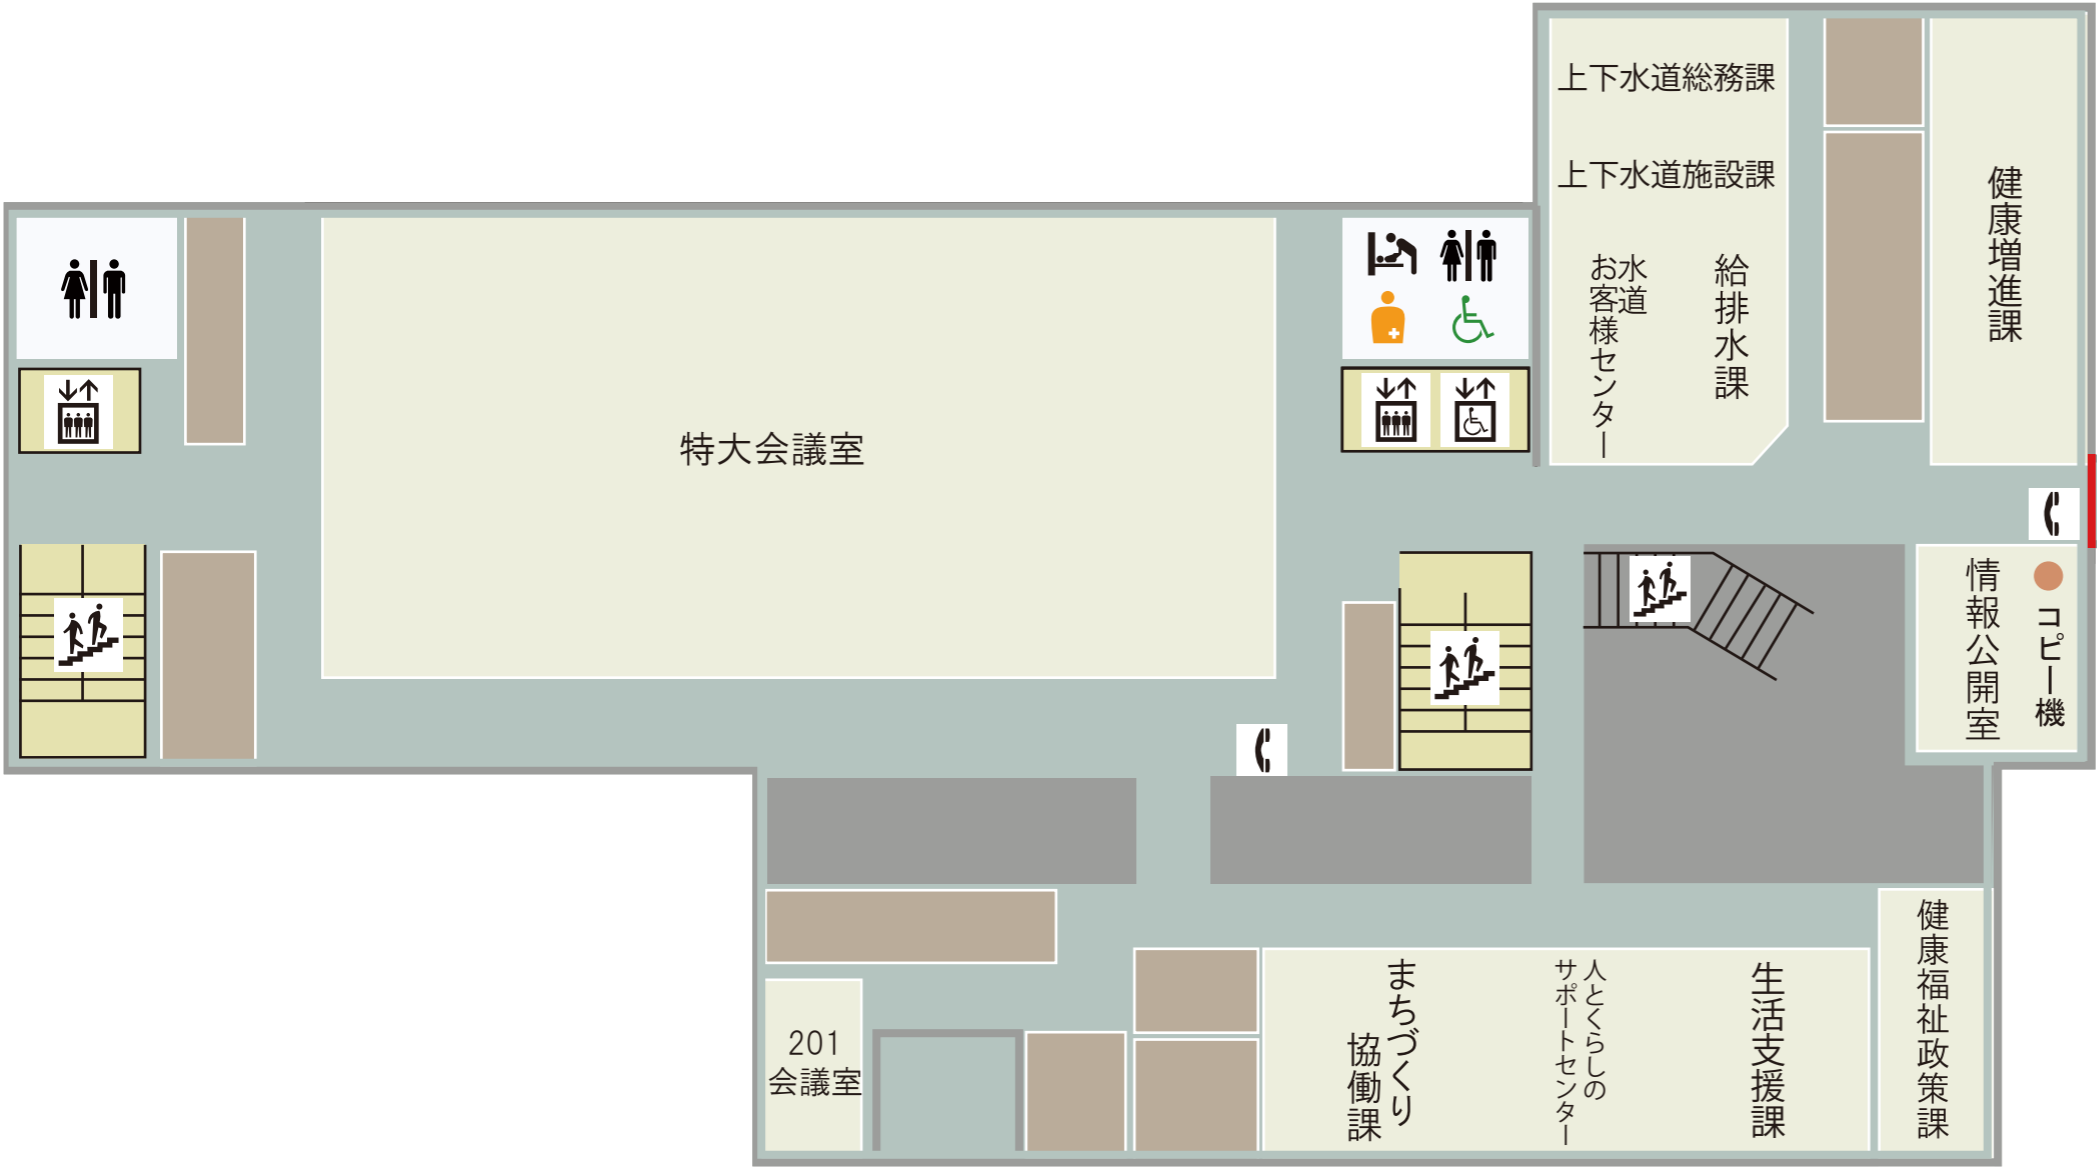 上下水道総務課
上下水道施設課
水道
お客様センター
給排水課
健康増進課
特大会議室
情報公開室
コピー機
201
会議室
まちづくり
協働課
人とくらしの
サポートセンター
生活支援課
健康福祉政策課